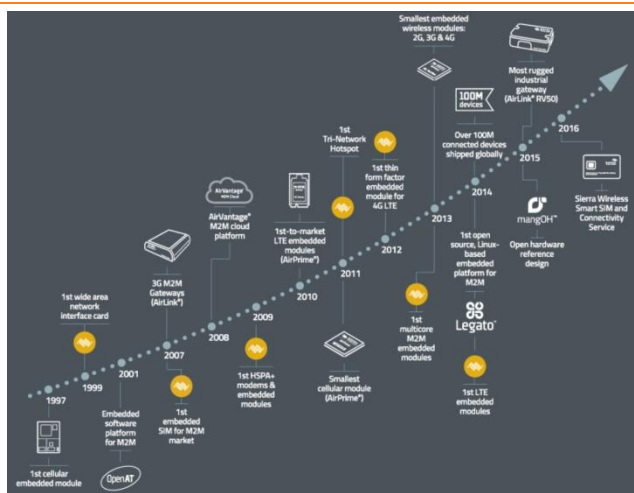 Smallest embedded
wireless modules:
2G, 3G & 4G
Most rugged
industrial
gateway
(AirLink® RV50)
100M
devices
1st
Tri-Network
Hotspot
Over 100M
connected devices
shipped globally
2016
2015
AirVantage®
M2M Cloud
1st thin
form factor
embedded
module for
4G LTE
2014
Sierra Wireless
Smart SIM and
Connectivity
Service
AirVantage®
M2M cloud
platform
1st-to-market
LTE embedded
modules
(AirPrime®)
2013
mangOH™
Open hardware
reference
design
3G M2M
Gateways
(AirLink®)
2012
1st open
source, Linux-
based
embedded
platform for
M2M
2011
1st wide area
network
interface card
2010
2009
1st
multicore M2M
embedded
modules
Legato™
2008
2007
Smallest
cellular module
(AirPrime®)
1st HSPA+
modems &
embedded
modules
1st LTE
embedded
modules
2001
1999
1997
Embedded
software
platform
for M2M
1st
embedded
SIM for M2M
market
1st cellular
embedded module
OpenAT